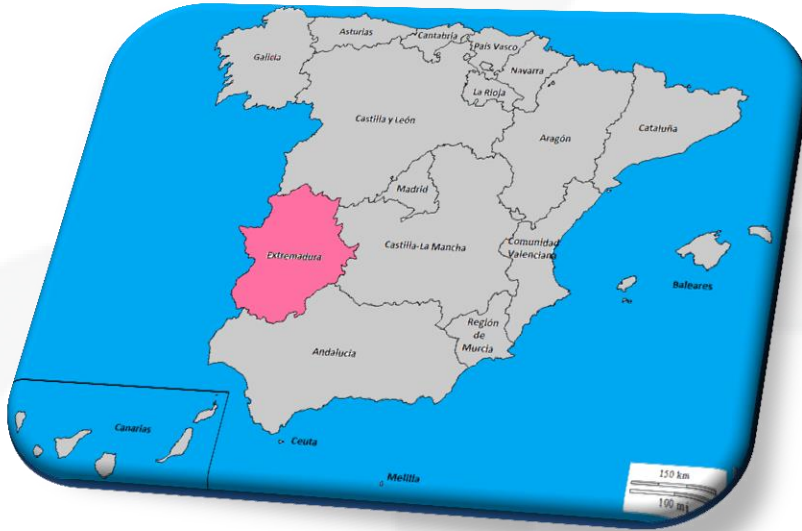 Asturias
Cantabria
País Vasco
Galicia
Navarra
La Rioja
Castilla y León
Aragón
Cataluña
Madrid
Castilla-La Mancha
Comunidad
Valenciana
Extremadura
Baleares
Región
de
Murcia
Andalucía
Canarias
Ceuta
Melilla
150 km
100 mi